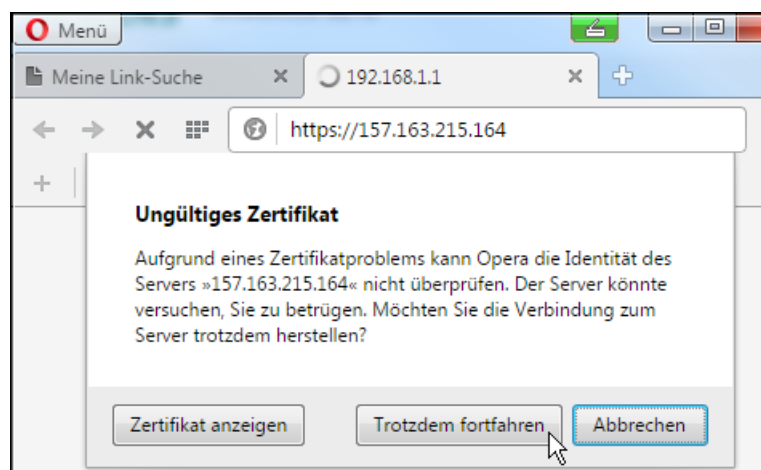 Menü
Meine Link-Suche
192.168.1.1
https://157.163.215.164
Ungültiges Zertifikat
Aufgrund eines Zertifikatproblems kann Opera die Identität des
Servers »157.163.215.164« nicht überprüfen. Der Server könnte
versuchen, Sie zu betrügen. Möchten Sie die Verbindung zum
Server trotzdem herstellen?
Zertifikat anzeigen
Trotzdem fortfahren
Abbrechen